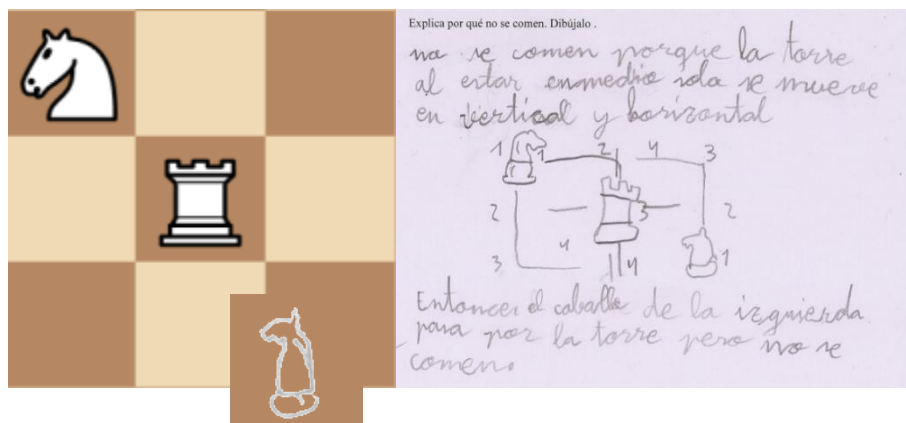 Explica por qué no se comen. Dibújalo .
no se comen porque la torre
al estar enmedio solo se mueve
en vertical y horizontal
1 1 2 4 3
2 3 2
3 4 4 1
Entonces el caballo de la izquierda
pasa por la torre pero no se
comen.